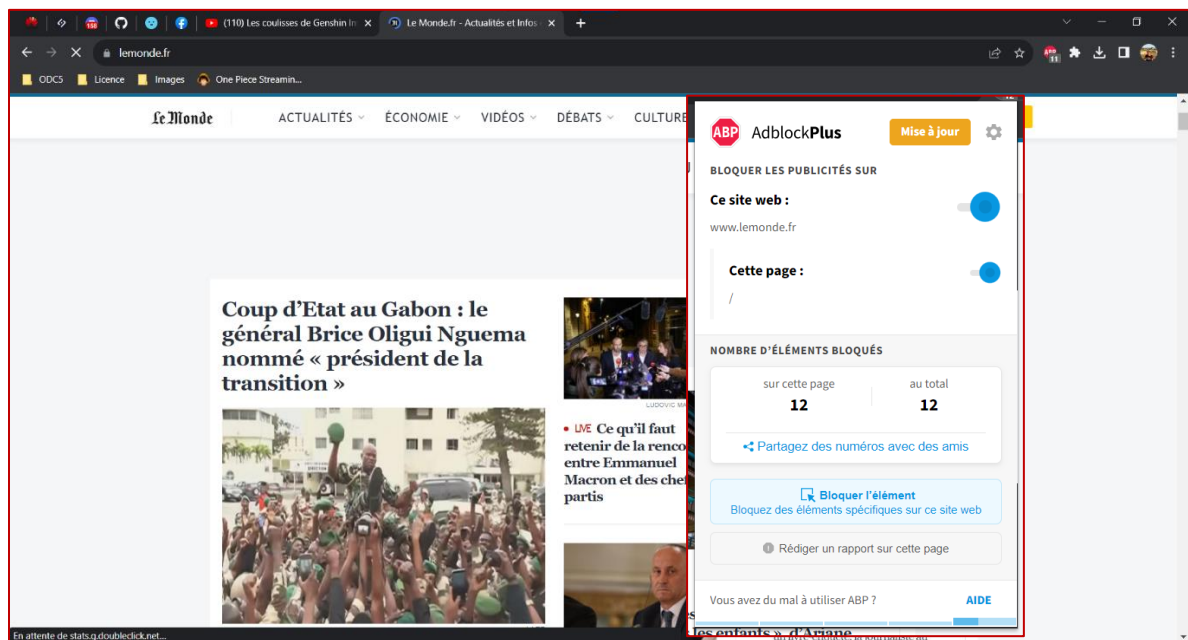 (110) Les coulisses de Genshin Im
Le Monde.fr - Actualités et Infos
lemonde.fr
11
ODC5
Licence
Images
One Piece Streamin...
Le Monde
ACTUALITÉS
ÉCONOMIE
VIDÉOS
DÉBATS
CULTURE
Coup d'Etat au Gabon : le
général Brice Oligui Nguema
nommé « président de la
transition »
• LIVE Ce qu'il faut
retenir de la renco
entre Emmanuel
Macron et des chef
partis
ABP
AdblockPlus
Mise à jour
BLOQUER LES PUBLICITÉS SUR
Ce site web :
www.lemonde.fr
Cette page :
/
NOMBRE D'ÉLÉMENTS BLOQUÉS
sur cette page
au total
12
12
Partagez des numéros avec des amis
Bloquer l'élément
Bloquez des éléments spécifiques sur ce site web
Rédiger un rapport sur cette page
Vous avez du mal à utiliser ABP ?
AIDE
les enfants », d'Ariane
En attente de stats.g.doubleclick.net...